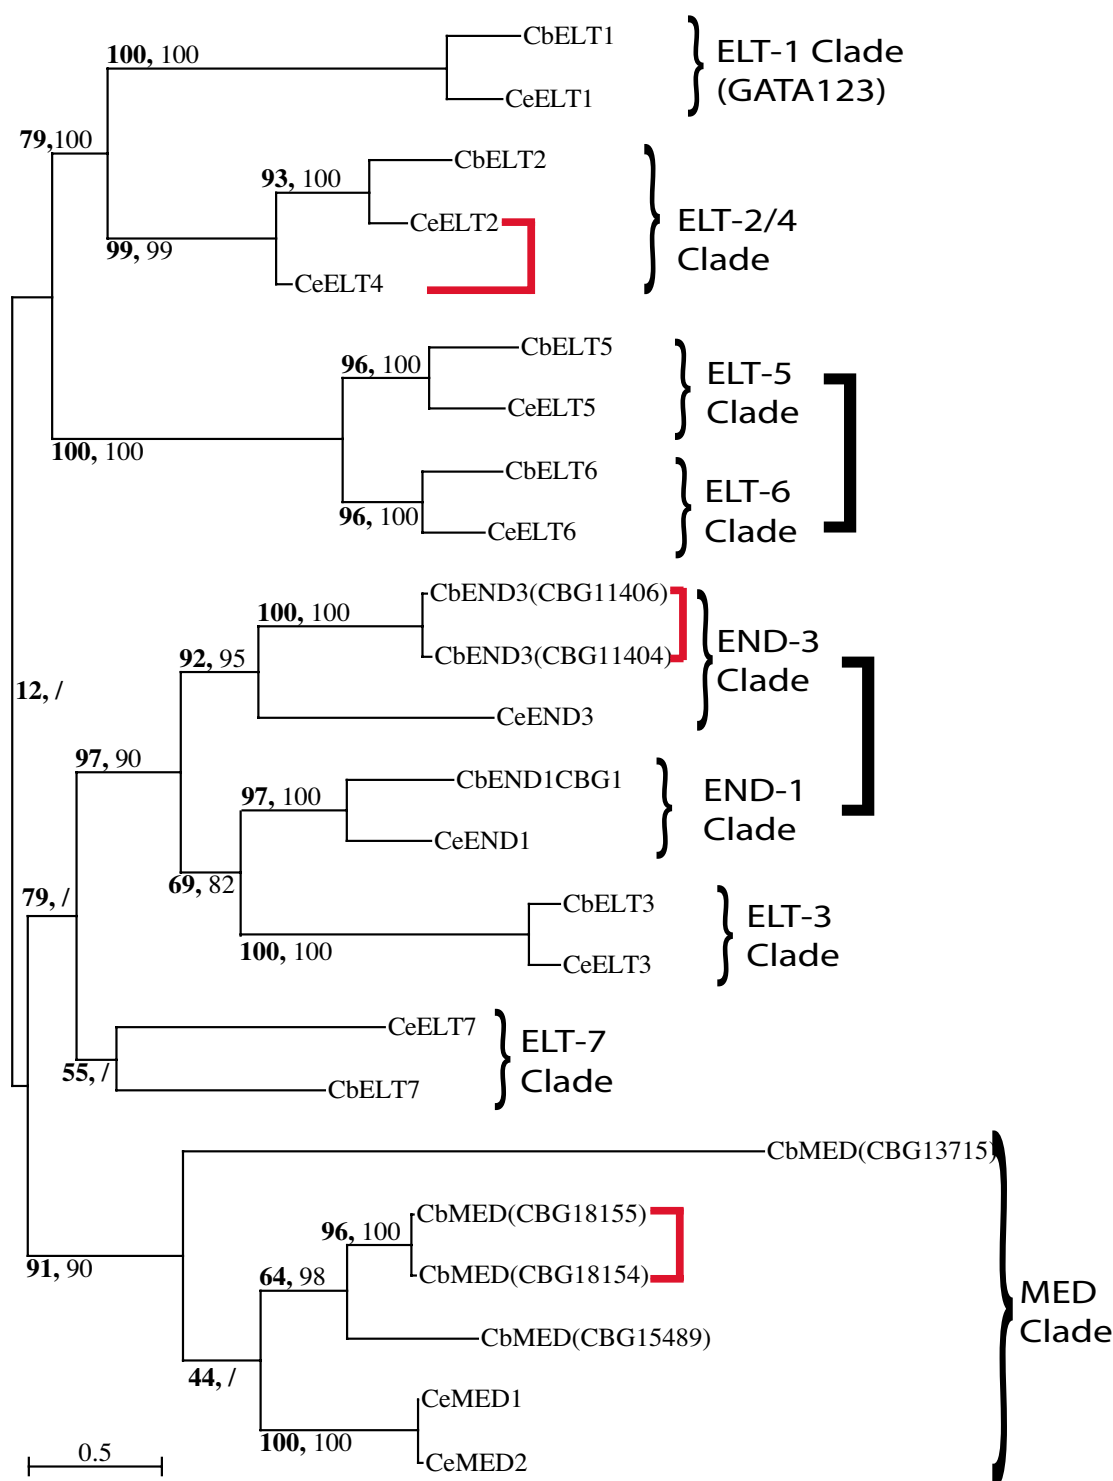 CbELT1
100, 100
ELT-1 Clade
(GATA123)
CeELT1
79,100
CbELT2
93, 100
CeELT2
ELT-2/4
Clade
99, 99
CeELT4
CbELT5
96, 100
ELT-5
Clade
CeELT5
100, 100
CbELT6
ELT-6
Clade
96, 100
CeELT6
CbEND3(CBG11406)
100, 100
END-3
Clade
92, 95
CbEND3(CBG11404)
12, /
CeEND3
97, 90
CbEND1CBG1
97, 100
END-1
Clade
CeEND1
69, 82
79, /
CbELT3
ELT-3
Clade
100, 100
CeELT3
CeELT7
ELT-7
Clade
55, /
CbELT7
CbMED(CBG13715)
CbMED(CBG18155)
96, 100
91, 90
64, 98
CbMED(CBG18154)
MED
Clade
CbMED(CBG15489)
44, /
CeMED1
100, 100
CeMED2
0.5